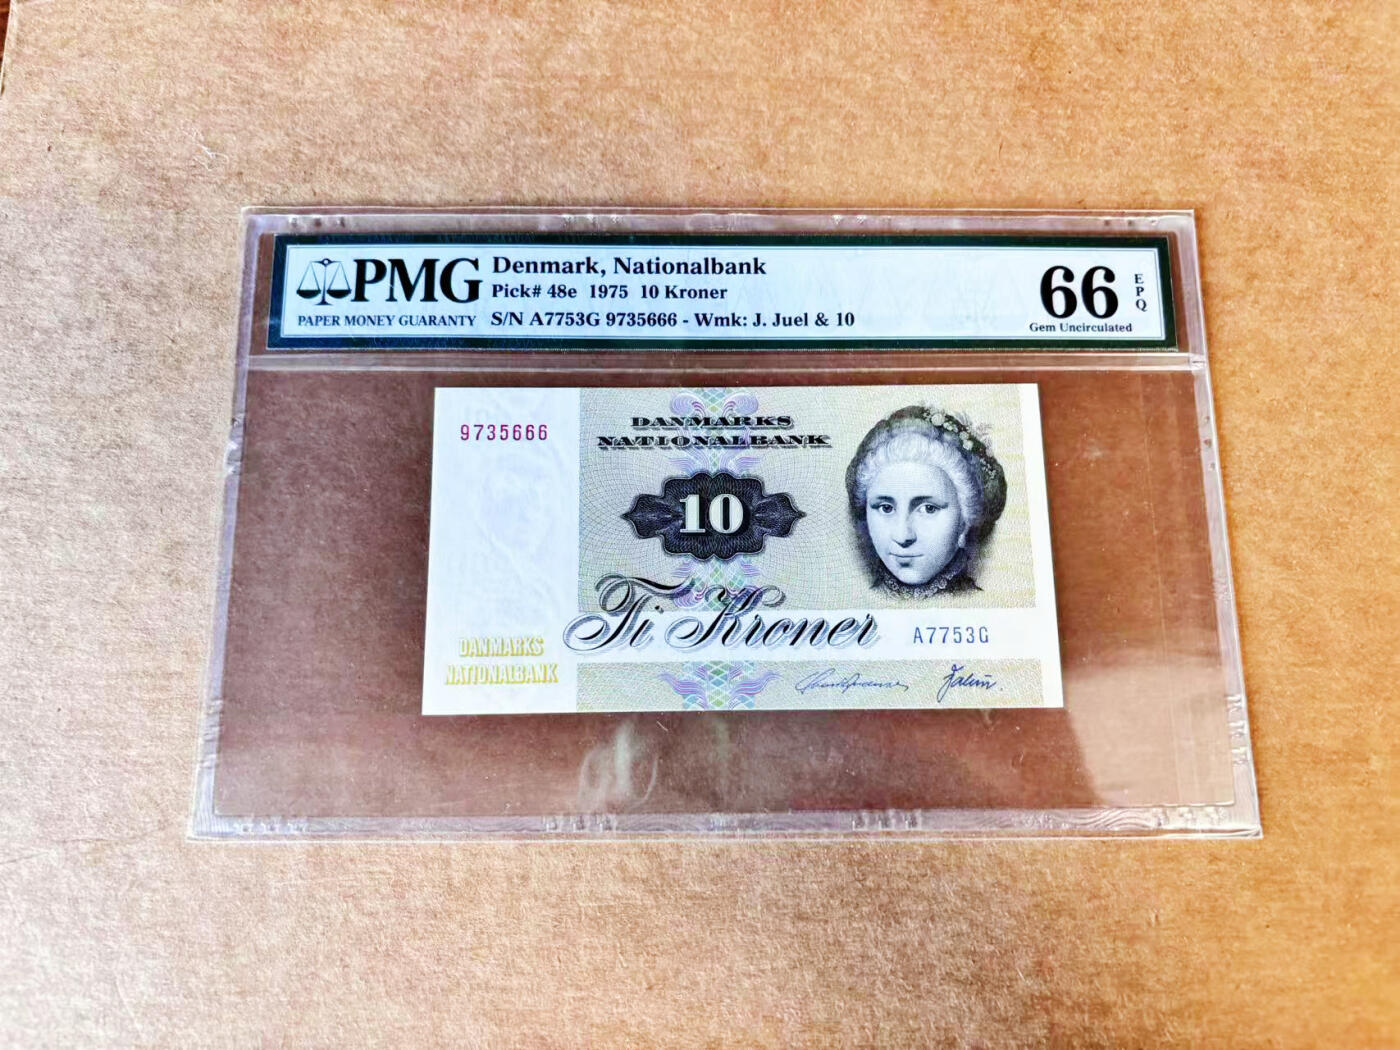 PMG
PAPER MONEY GUARANTY
Denmark, Nationalbank
Pick# 48e 1975 10 Kroner
S/N A7753G 9735666 - Wmk: J. Juel & 10
66
EPQ
Gem Uncirculated
9735666
DANMARKS
NATIONALBANK
10
Ti Kroner
A7753G
DANMARKS
NATIONALBANK